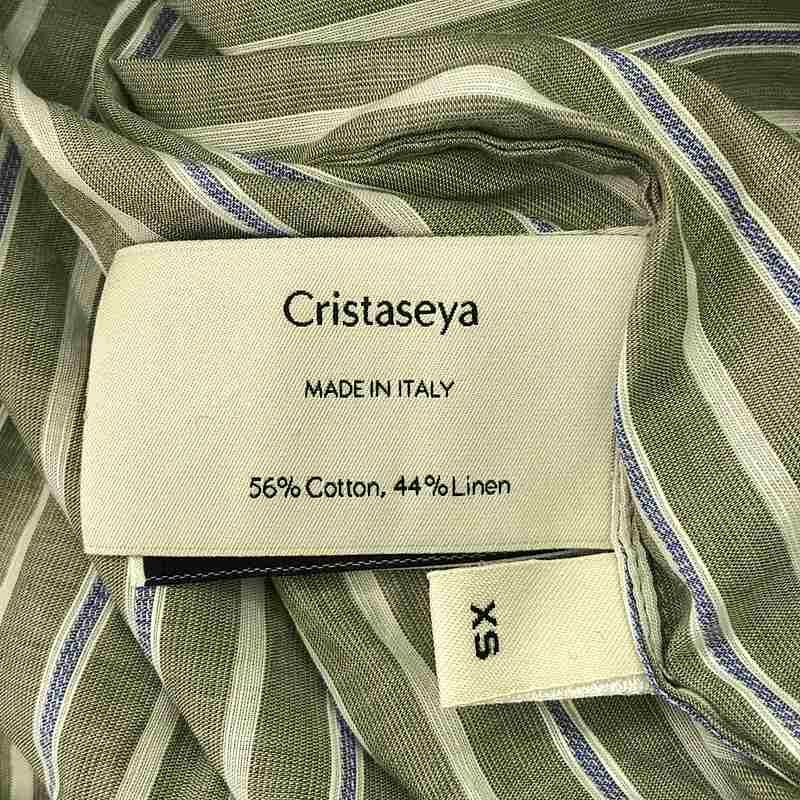 Cristaseya
MADE IN ITALY
56% Cotton, 44% Linen
XS